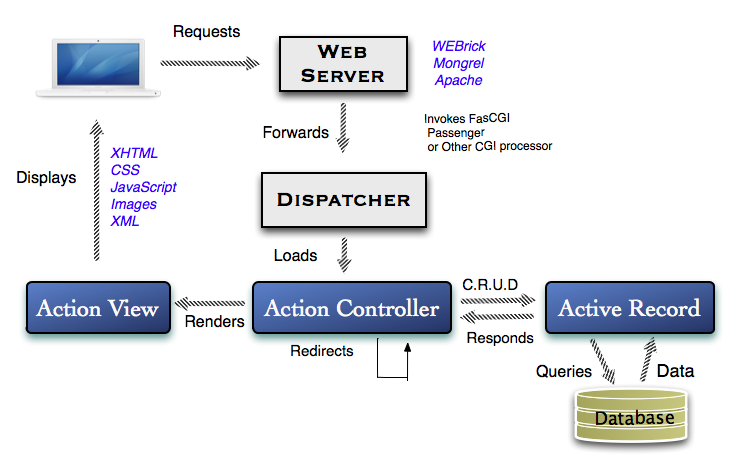 Requests
WEB
SERVER
WEBrick
Mongrel
Apache
Forwards
Invokes FasCGI
Passenger
or Other CGI processor
Displays
XHTML
CSS
JavaScript
Images
XML
DISPATCHER
Loads
Action View
Renders
Action Controller
Redirects
C.R.U.D
Responds
Active Record
Queries
Data
Database